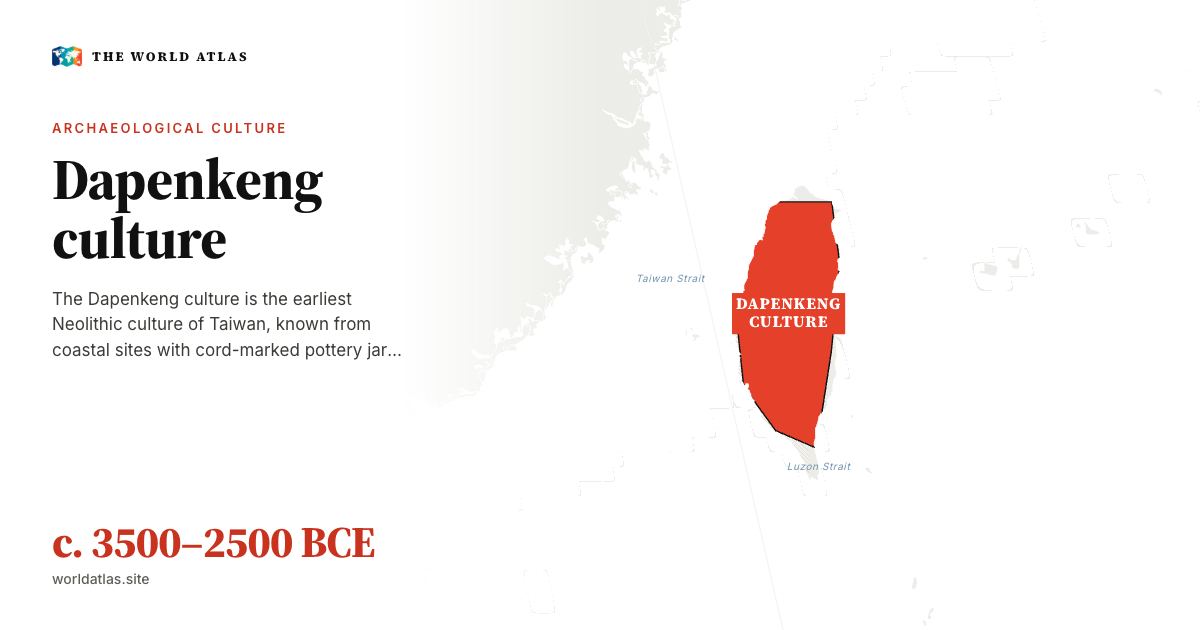 THE WORLD ATLAS
ARCHAEOLOGICAL CULTURE
Dapenkeng
culture
The Dapenkeng culture is the earliest
Neolithic culture of Taiwan, known from
coastal sites with cord-marked pottery jar...
c. 3500–2500 BCE
worldatlas.site
Taiwan Strait
DAPENKENG
CULTURE
Luzon Strait